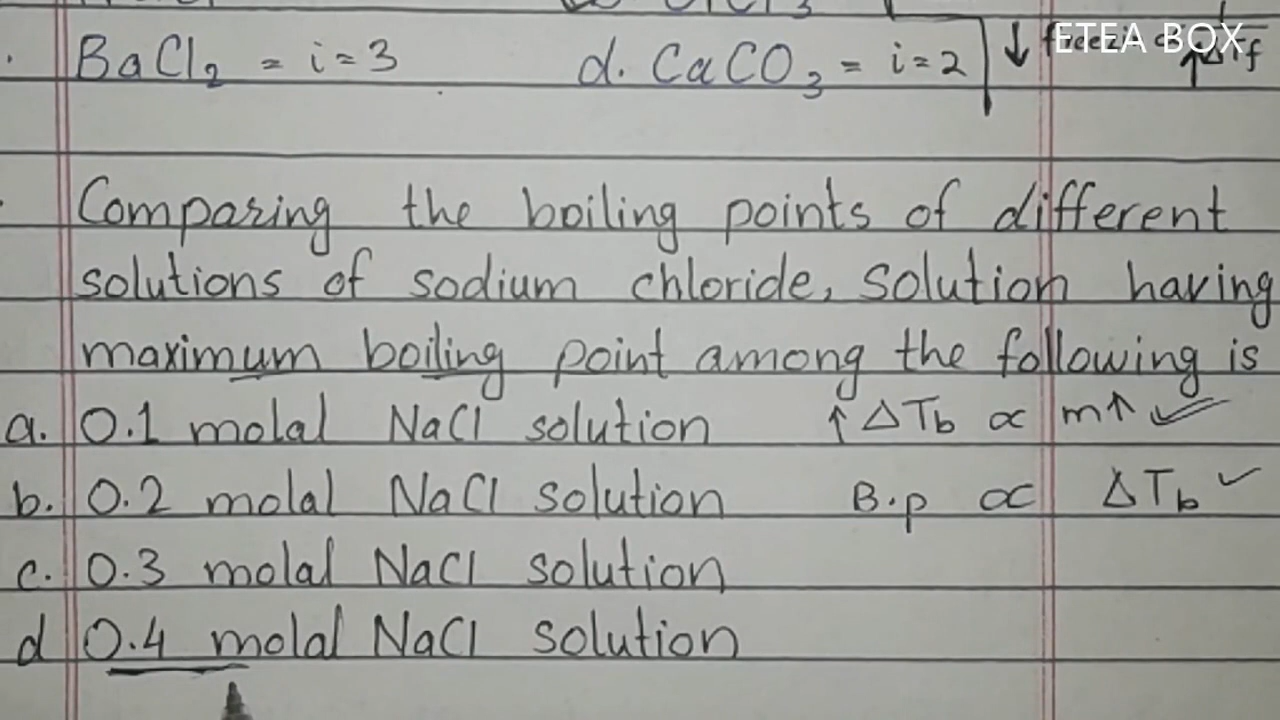 ETEA BOX
BaCl₂ = i = 3
d. CaCO₃ = i = 2
↓
↑ΔTf
Comparing the boiling points of different
solutions of sodium chloride, solution having
maximum boiling point among the following is
a. 0.1 molal NaCl solution ↑ ΔTb ∝ m↑ ✓
b. 0.2 molal NaCl solution B.p ∝ ΔTb ✓
c. 0.3 molal NaCl solution
d 0.4 molal NaCl solution